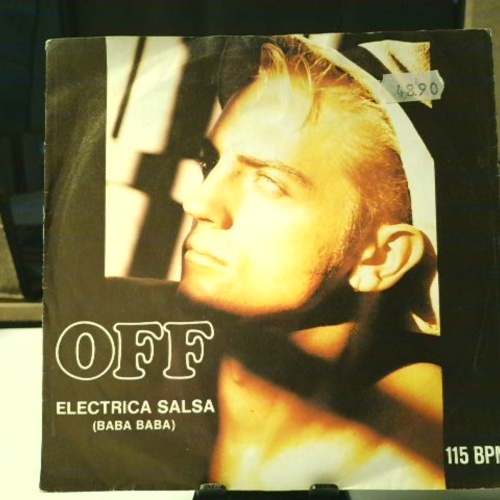 4390
OFF
ELECTRICA SALSA
(BABA BABA)
115 BPM